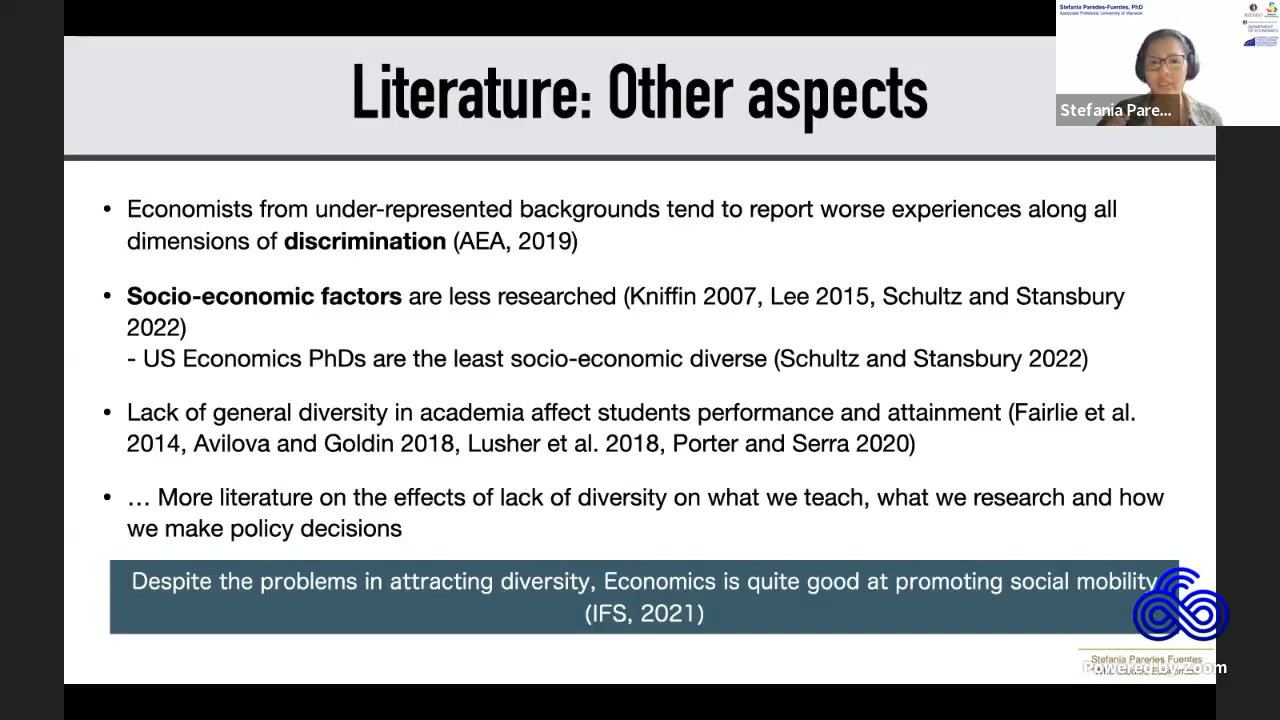 Literature: Other aspects
Stefania Paredes-Fuentes, PhD
Associate Professor, University of Warwick
DEPARTMENT
OF ECONOMICS
Stefania Pare...
• Economists from under-represented backgrounds tend to report worse experiences along all
dimensions of discrimination (AEA, 2019)
• Socio-economic factors are less researched (Kniffin 2007, Lee 2015, Schultz and Stansbury
2022)
- US Economics PhDs are the least socio-economic diverse (Schultz and Stansbury 2022)
• Lack of general diversity in academia affect students performance and attainment (Fairlie et al.
2014, Avilova and Goldin 2018, Lusher et al. 2018, Porter and Serra 2020)
• … More literature on the effects of lack of diversity on what we teach, what we research and how
we make policy decisions
Despite the problems in attracting diversity, Economics is quite good at promoting social mobility
(IFS, 2021)
Stefania Paredes Fuentes
Powered by Zoom